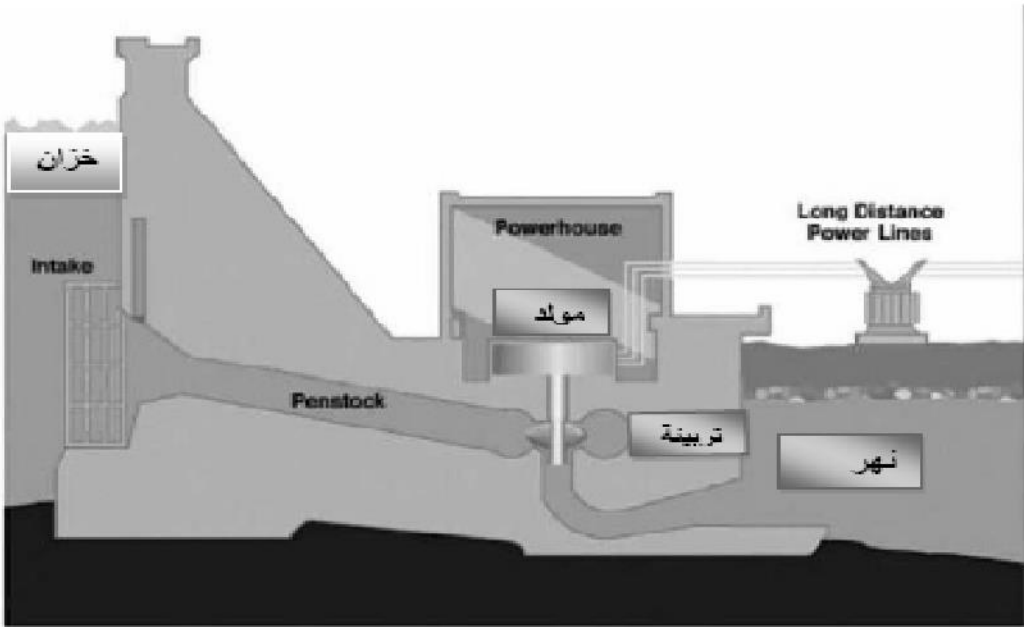 خزان
Intake
Powerhouse
Long Distance
Power Lines
مولد
Penstock
تربينة
نهر